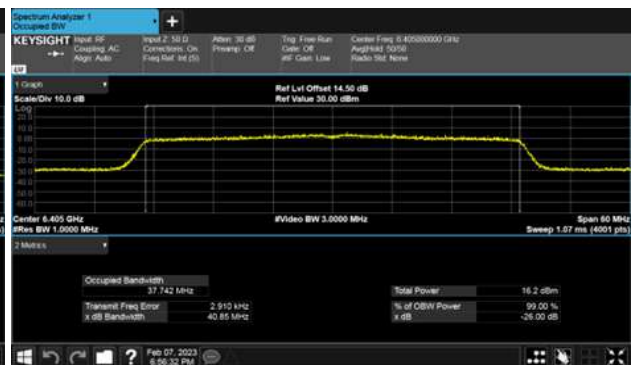 Spectrum Analyzer 1
Occupied BW
KEYSIGHT
Input: RF
Coupling: AC
Align: Auto
Input Z: 50 Ω
Corrections: On
Freq Ref: Int (S)
Atten: 30 dB
Preamp: Off
Trig: Free Run
Gate: Off
#IF Gain: Low
Center Freq: 6.405000000 GHz
Avg|Hold: 50/50
Radio Std: None
1 Graph
Scale/Div 10.0 dB
Ref Lvl Offset 14.50 dB
Ref Value 30.00 dBm
Log
20.0
10.0
0.00
-10.0
-20.0
-30.0
-40.0
-50.0
-60.0
Center 6.405 GHz
#Video BW 3.0000 MHz
Span 60 MHz
#Res BW 1.0000 MHz
Sweep 1.07 ms (4001 pts)
2 Metrics
Occupied Bandwidth
37.742 MHz
Total Power
16.2 dBm
Transmit Freq Error
2.910 kHz
% of OBW Power
99.00 %
x dB Bandwidth
40.85 MHz
x dB
-26.00 dB
?
Feb 07, 2023
6:56:32 PM